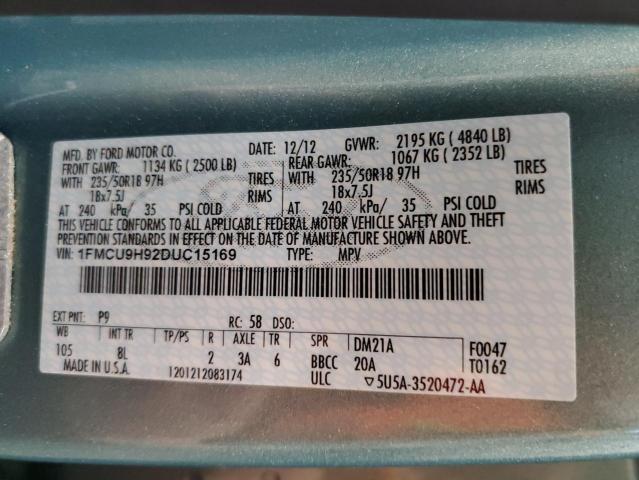 MFD. BY FORD MOTOR CO. DATE: 12/12 GVWR: 2195 KG ( 4840 LB)
FRONT GAWR: 1134 KG ( 2500 LB) REAR GAWR: 1067 KG ( 2352 LB)
WITH 235/50R18 97H TIRES WITH 235/50R18 97H TIRES
18x7.5J RIMS 18x7.5J RIMS
AT 240 kPa/ 35 PSI COLD AT 240 kPa/ 35 PSI COLD
THIS VEHICLE CONFORMS TO ALL APPLICABLE FEDERAL MOTOR VEHICLE SAFETY AND THEFT
PREVENTION STANDARDS IN EFFECT ON THE DATE OF MANUFACTURE SHOWN ABOVE.
VIN: 1FMCU9H92DUC15169 TYPE: MPV
EXT PNT: P9 RC: 58 DSO:
WB INT TR TP/PS R AXLE TR SPR DM21A F0047
105 8L 2 3A 6 BBCC 20A T0162
MADE IN U.S.A. 1201212083174 ULC ▽5U5A-3520472-AA